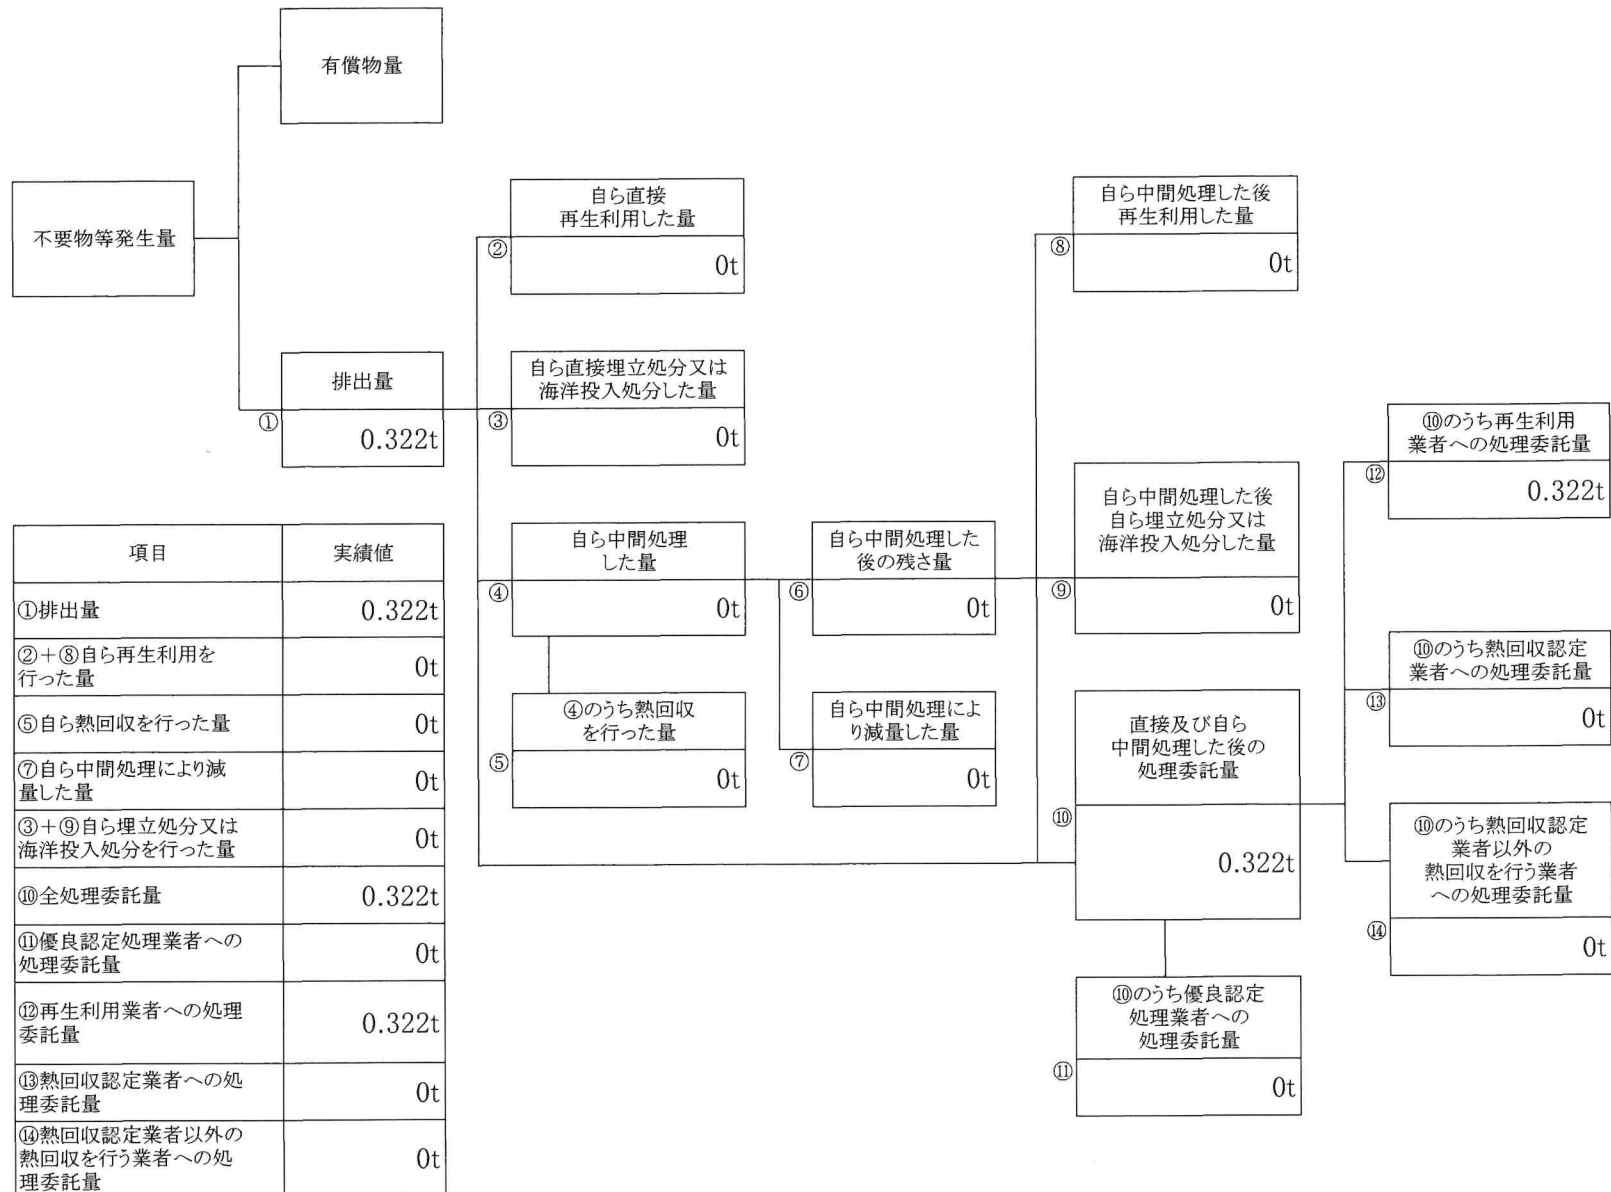 有償物量
不要物等発生量
排出量
①
0.322t
自ら直接
再生利用した量
②
0t
自ら直接埋立処分又は
海洋投入処分した量
③
0t
自ら中間処理
した量
④
0t
④のうち熱回収
を行った量
⑤
0t
自ら中間処理した
後の残さ量
⑥
0t
自ら中間処理によ
り減量した量
⑦
0t
自ら中間処理した後
再生利用した量
⑧
0t
自ら中間処理した後
自ら埋立処分又は
海洋投入処分した量
⑨
0t
直接及び自ら
中間処理した後の
処理委託量
⑩
0.322t
⑩のうち優良認定
処理業者への
処理委託量
⑪
0t
⑩のうち再生利用
業者への処理委託量
⑫
0.322t
⑩のうち熱回収認定
業者への処理委託量
⑬
0t
⑩のうち熱回収認定
業者以外の
熱回収を行う業者
への処理委託量
⑭
0t
項目 実績値
①排出量 0.322t
②+⑧自ら再生利用を
行った量 0t
⑤自ら熱回収を行った量 0t
⑦自ら中間処理により減
量した量 0t
③+⑨自ら埋立処分又は
海洋投入処分を行った量 0t
⑩全処理委託量 0.322t
⑪優良認定処理業者への
処理委託量 0t
⑫再生利用業者への処理
委託量 0.322t
⑬熱回収認定業者への処
理委託量 0t
⑭熱回収認定業者以外の
熱回収を行う業者への処
理委託量 0t